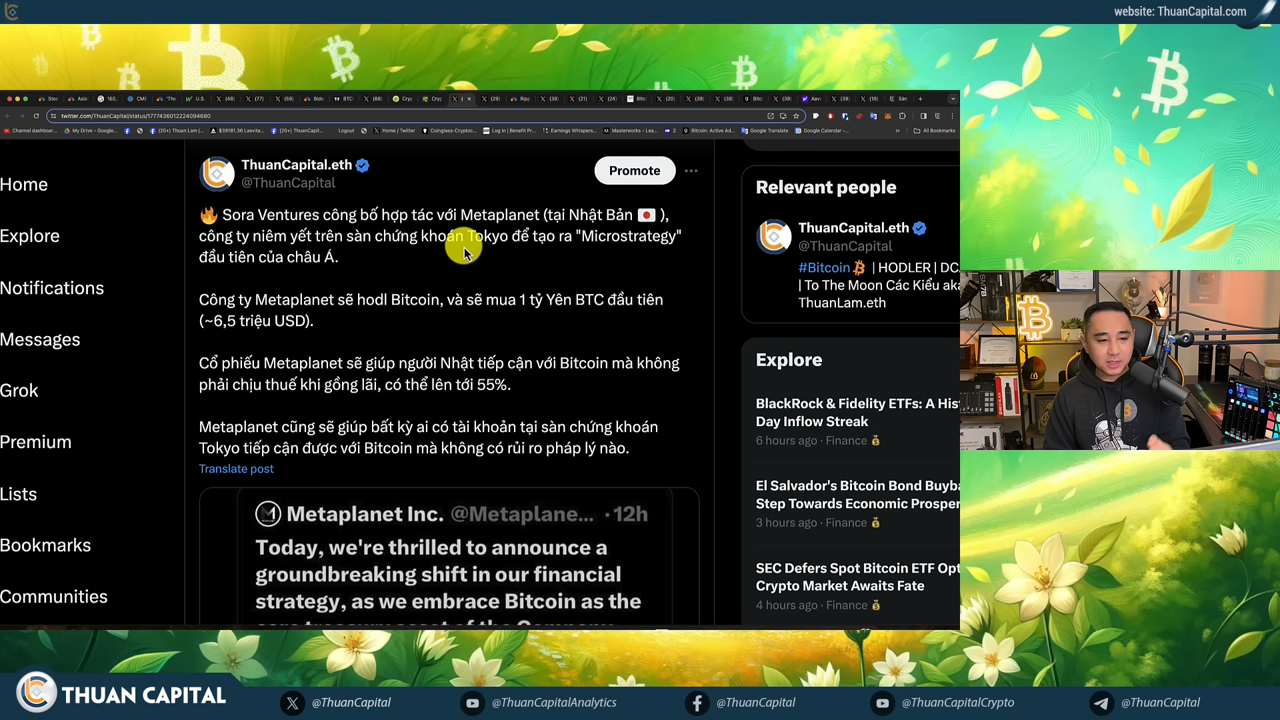 website: ThuanCapital.com
twitter.com/ThuanCapital/status/1777436012224094680
Home
Explore
Notifications
Messages
Grok
Premium
Lists
Bookmarks
Communities
ThuanCapital.eth
@ThuanCapital
Promote
🔥 Sora Ventures công bố hợp tác với Metaplanet (tại Nhật Bản 🇯🇵 ),
công ty niêm yết trên sàn chứng khoán Tokyo để tạo ra "Microstrategy"
đầu tiên của châu Á.
Công ty Metaplanet sẽ hodl Bitcoin, và sẽ mua 1 tỷ Yên BTC đầu tiên
(~6,5 triệu USD).
Cổ phiếu Metaplanet sẽ giúp người Nhật tiếp cận với Bitcoin mà không
phải chịu thuế khi gồng lãi, có thể lên tới 55%.
Metaplanet cũng sẽ giúp bất kỳ ai có tài khoản tại sàn chứng khoán
Tokyo tiếp cận được với Bitcoin mà không có rủi ro pháp lý nào.
Translate post
Metaplanet Inc. @Metaplane... · 12h
Today, we're thrilled to announce a
groundbreaking shift in our financial
strategy, as we embrace Bitcoin as the
Relevant people
ThuanCapital.eth
@ThuanCapital
#Bitcoin | HODLER | DC
| To The Moon Các Kiểu aka
ThuanLam.eth
Explore
BlackRock & Fidelity ETFs: A His
Day Inflow Streak
6 hours ago · Finance 💰
El Salvador's Bitcoin Bond Buyba
Step Towards Economic Prosper
3 hours ago · Finance 💰
SEC Defers Spot Bitcoin ETF Opt
Crypto Market Awaits Fate
4 hours ago · Finance 💰
THUAN CAPITAL
@ThuanCapital
@ThuanCapitalAnalytics
@ThuanCapital
@ThuanCapitalCrypto
@ThuanCapital